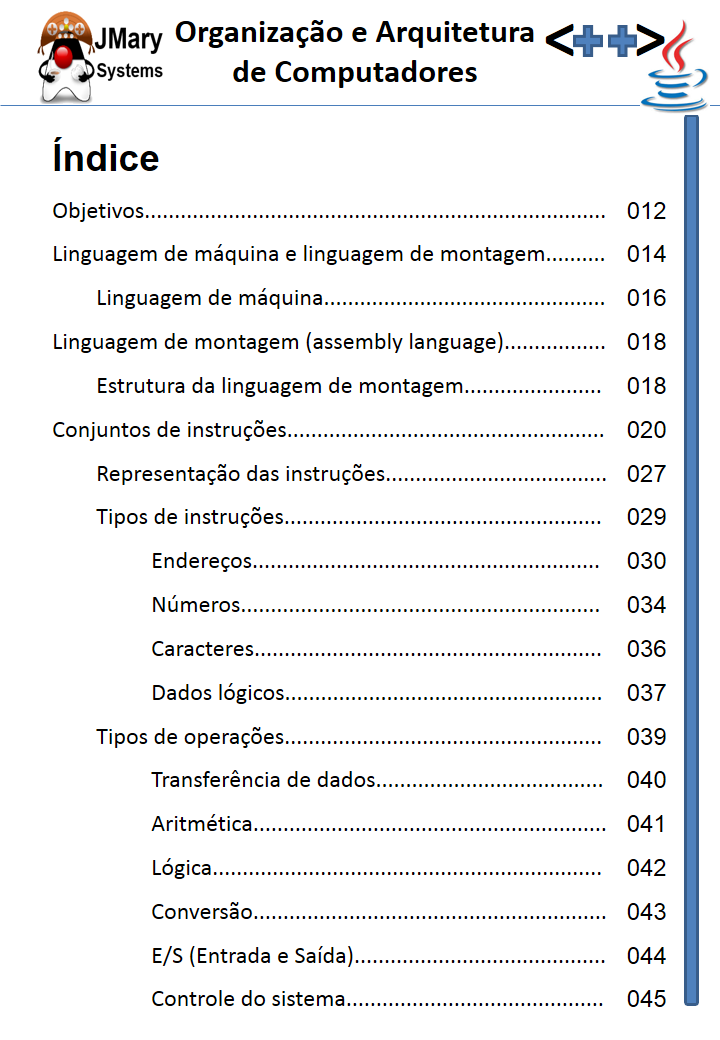 JMary
Systems
Organização e Arquitetura
de Computadores
<++>
Índice
Objetivos............................................................................. 012
Linguagem de máquina e linguagem de montagem.......... 014
Linguagem de máquina............................................... 016
Linguagem de montagem (assembly language)................. 018
Estrutura da linguagem de montagem....................... 018
Conjuntos de instruções..................................................... 020
Representação das instruções..................................... 027
Tipos de instruções..................................................... 029
Endereços.......................................................... 030
Números............................................................ 034
Caracteres.......................................................... 036
Dados lógicos..................................................... 037
Tipos de operações..................................................... 039
Transferência de dados...................................... 040
Aritmética........................................................... 041
Lógica................................................................. 042
Conversão........................................................... 043
E/S (Entrada e Saída).......................................... 044
Controle do sistema........................................... 045